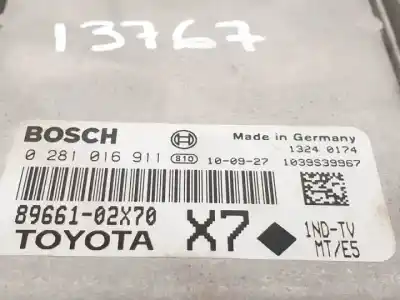 13767
BOSCH
Made in Germany
1324 0174
0 281 016 911 810 10-09-27 1039S39967
89661-02X70
TOYOTA
X7
1ND-TV
MT/E5